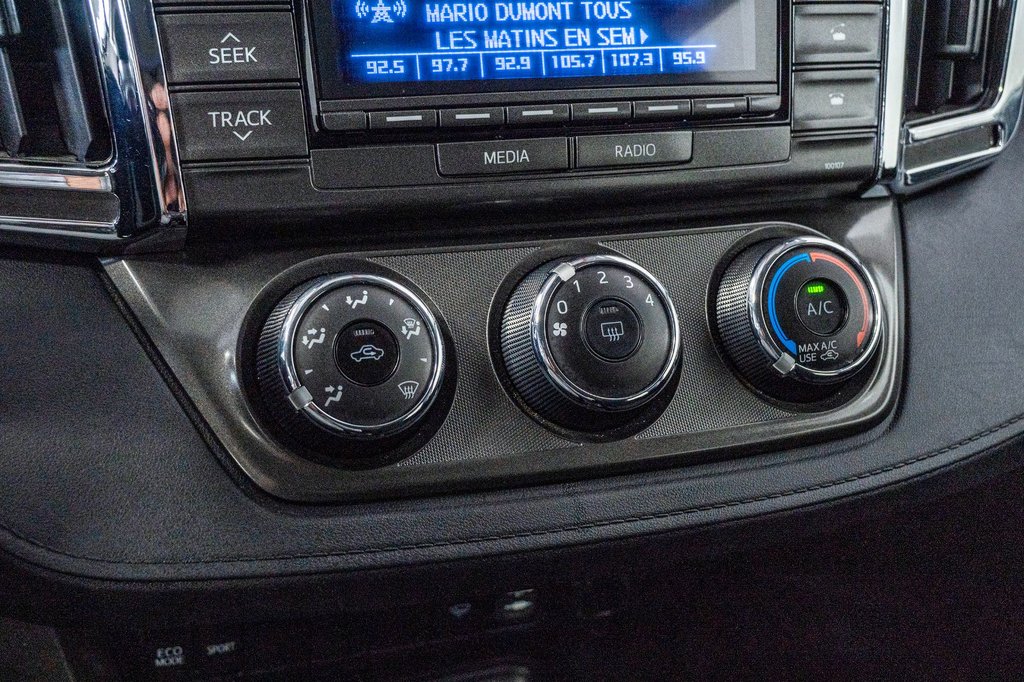 MARIO DUMONT TOUS
LES MATINS EN SEM
92.5 97.7 92.9 105.7 107.3 95.9
SEEK
TRACK
MEDIA
RADIO
100107
0 1 2 3 4
A/C
MAX A/C
USE
ECO
MODE
SPORT